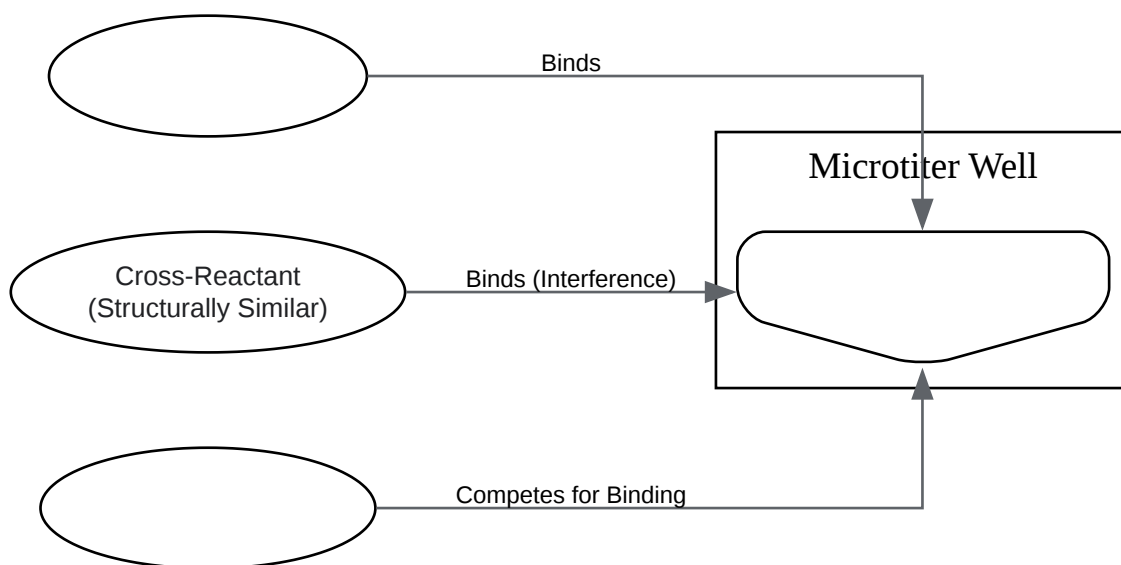 Binds
Microtiter Well
Cross-Reactant
(Structurally Similar)
Binds (Interference)
Competes for Binding